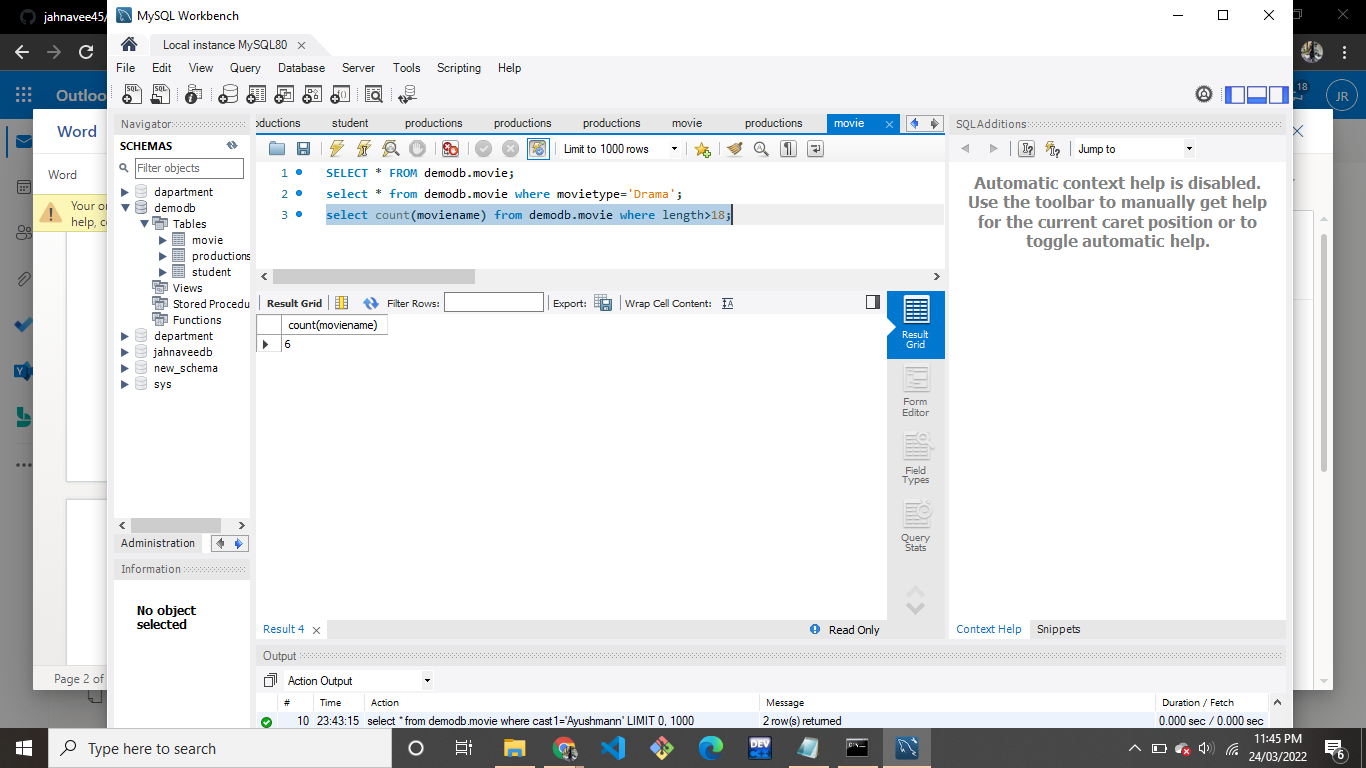 jahnavee45/
MySQL Workbench
Local instance MySQL80
File Edit View Query Database Server Tools Scripting Help
Outloo
18
JR
Word
Word
Your o
help, c
Page 2 of
Navigator
SCHEMAS
Filter objects
dapartment
demodb
Tables
movie
productions
student
Views
Stored Procedu
Functions
department
jahnaveedb
new_schema
sys
Administration
Information
No object
selected
oductions student productions productions productions movie productions movie
Limit to 1000 rows
1 SELECT * FROM demodb.movie;
2 select * from demodb.movie where movietype='Drama';
3 select count(moviename) from demodb.movie where length>18;
Result Grid Filter Rows: Export: Wrap Cell Content:
count(moviename)
6
Result
Grid
Form
Editor
Field
Types
Query
Stats
Result 4
Read Only
SQLAdditions
Jump to
Automatic context help is disabled.
Use the toolbar to manually get help
for the current caret position or to
toggle automatic help.
Context Help Snippets
Output
Action Output
# Time Action Message Duration / Fetch
10 23:43:15 select * from demodb.movie where cast1='Ayushmann' LIMIT 0, 1000 2 row(s) returned 0.000 sec / 0.000 sec
Type here to search
DEV
11:45 PM
24/03/2022
6